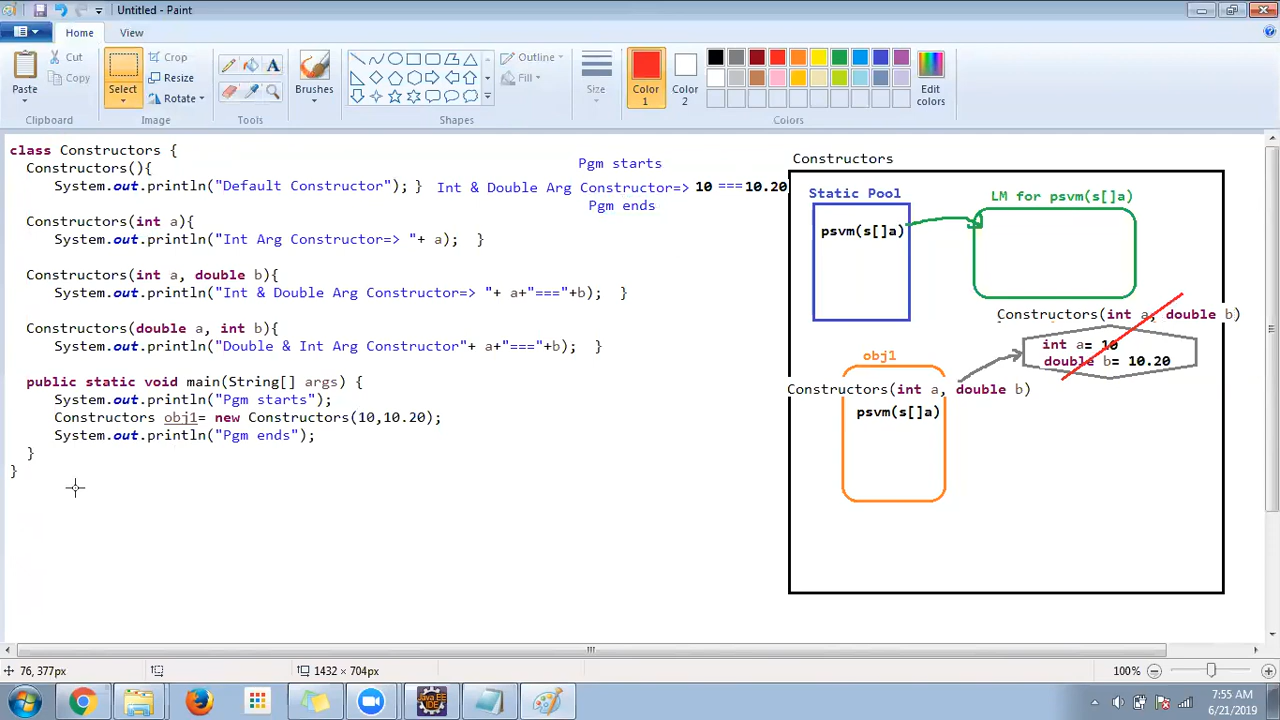 Untitled - Paint
Home
View
Paste
Cut
Copy
Clipboard
Select
Crop
Resize
Rotate
Image
Tools
Brushes
Outline
Fill
Shapes
Size
Color 1
Color 2
Edit colors
Colors
class Constructors {
Constructors(){
System.out.println("Default Constructor"); }
Constructors(int a){
System.out.println("Int Arg Constructor=> "+ a); }
Constructors(int a, double b){
System.out.println("Int & Double Arg Constructor=> "+ a+"==="+b); }
Constructors(double a, int b){
System.out.println("Double & Int Arg Constructor"+ a+"==="+b); }
public static void main(String[] args) {
System.out.println("Pgm starts");
Constructors obj1= new Constructors(10,10.20);
System.out.println("Pgm ends");
}
}
Pgm starts
Int & Double Arg Constructor=> 10 ===10.20
Pgm ends
Constructors
Static Pool
psvm(s[]a)
LM for psvm(s[]a)
Constructors(int a, double b)
int a= 10
double b= 10.20
obj1
Constructors(int a, double b)
psvm(s[]a)
76, 377px
1432 × 704px
100%
Java EE
IDE
7:55 AM
6/21/2019